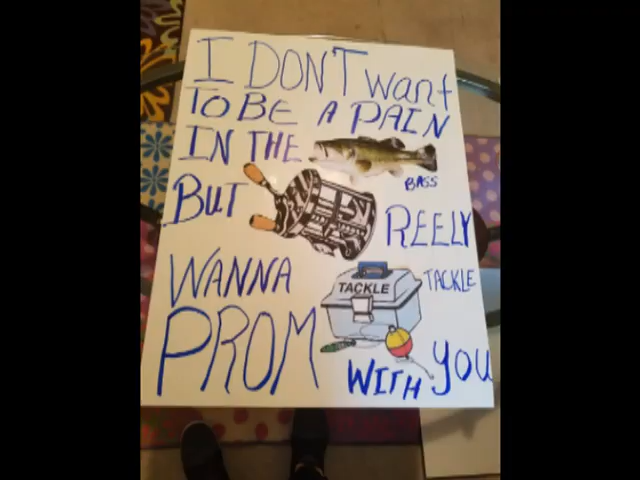 I DON'T want
TO BE A PAIN
IN THE
BASS
BUT
REELY
WANNA
TACKLE
TACKLE
PROM
WITH YOU